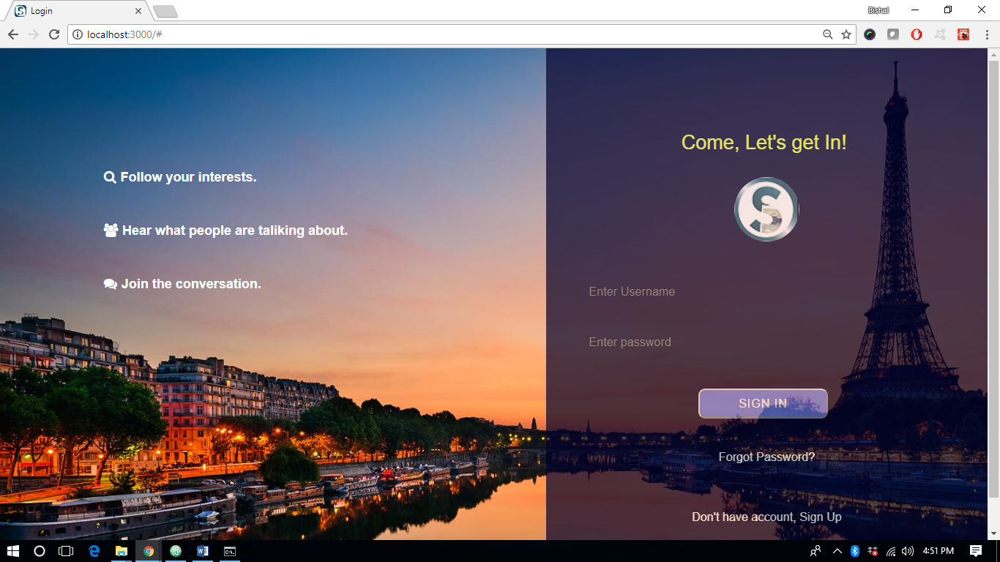 Login
Bishal
localhost:3000/#
Come, Let's get In!
Follow your interests.
S
Hear what people are taliking about.
Join the conversation.
Enter Username
Enter password
SIGN IN
Forgot Password?
Don't have account, Sign Up
4:51 PM